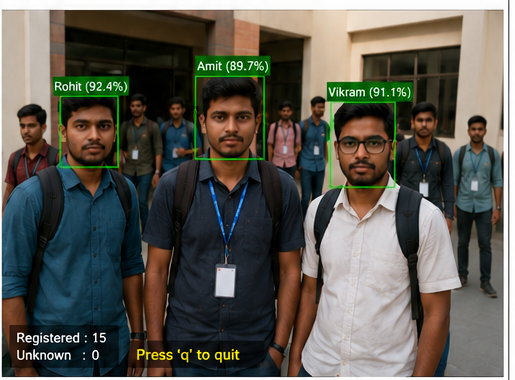 Amit (89.7%)
Rohit (92.4%)
Vikram (91.1%)
Registered : 15
Unknown : 0
Press 'q' to quit